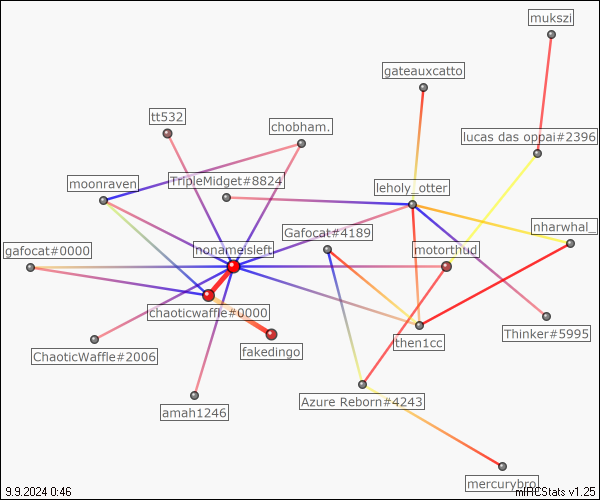 mukszi
gateauxcatto
tt532
chobham.
lucas das oppai#2396
moonraven
TripleMidget#8824
leholy_otter
Gafocat#4189
nharwhal_
gafocat#0000
nonameisleft
motorthud
chaoticwaffle#0000
lthen1cc
Thinker#5995
ChaoticWaffle#2006
fakedingo
Azure Reborn#4243
amah1246
mercurybro
9.9.2024 0:46
mIRCStats v1.25